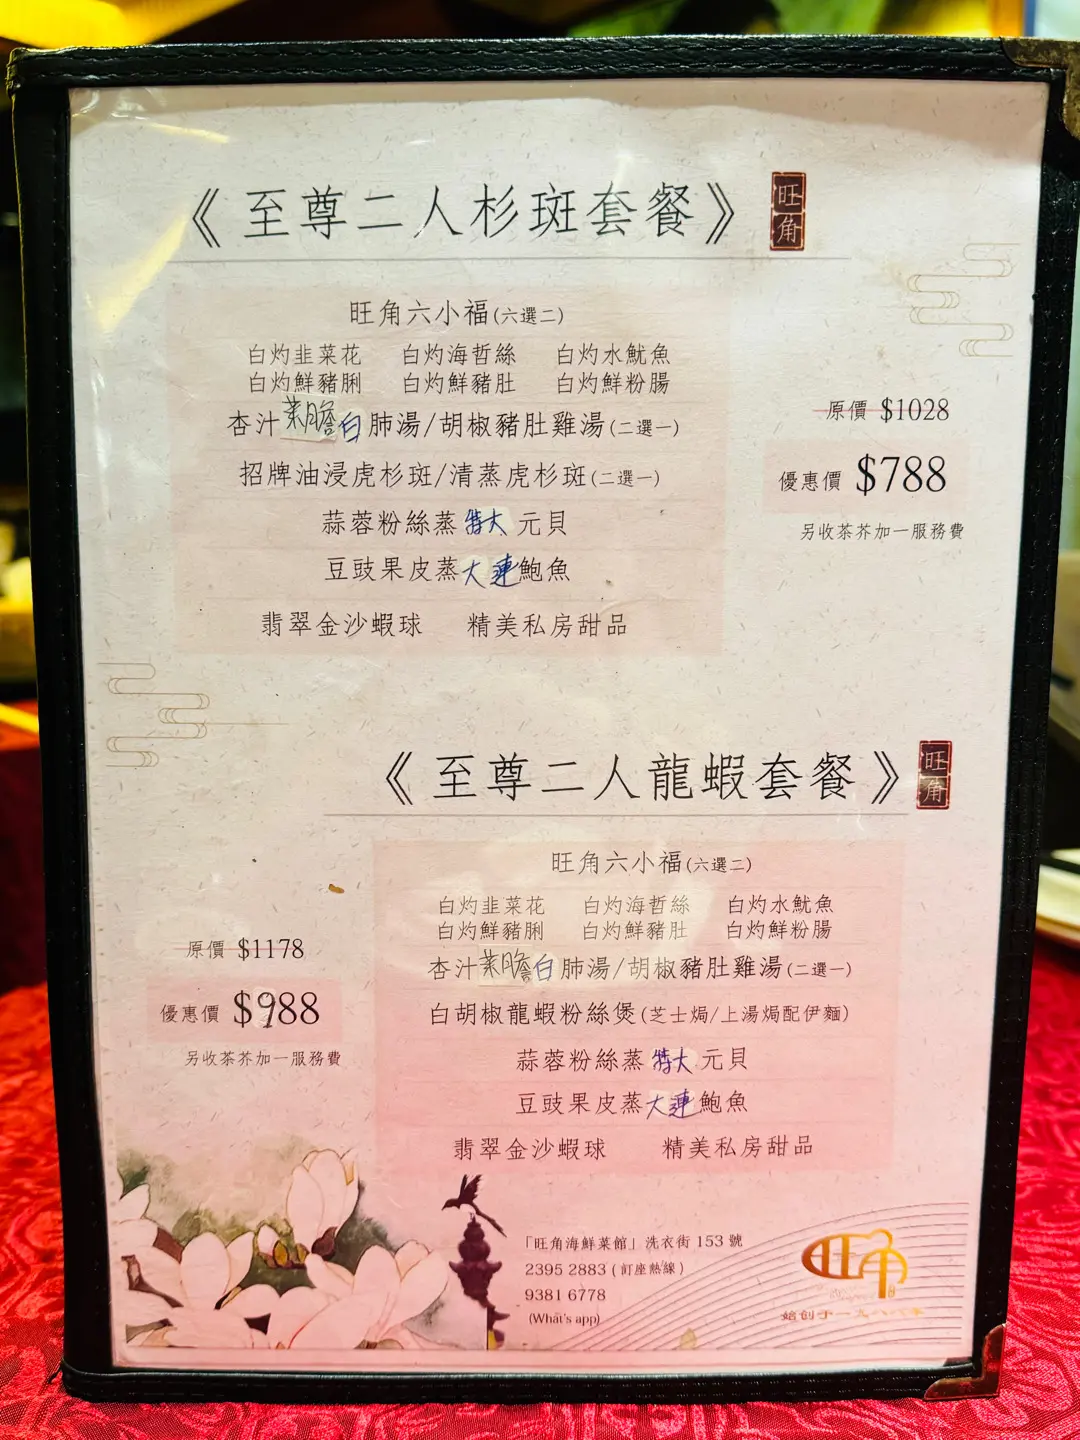 《至尊二人杉斑套餐》 旺角
旺角六小福(六選二)
白灼韭菜花 白灼海哲絲 白灼水魷魚
白灼鮮豬脷 白灼鮮豬肚 白灼鮮粉腸
杏汁菜膽白肺湯/胡椒豬肚雞湯(二選一)
招牌油浸虎杉斑/清蒸虎杉斑(二選一)
蒜蓉粉絲蒸特大元貝
豆豉果皮蒸大連鮑魚
翡翠金沙蝦球 精美私房甜品
原價 $1028
優惠價 $788
另收茶芥加一服務費
《至尊二人龍蝦套餐》 旺角
旺角六小福(六選二)
白灼韭菜花 白灼海哲絲 白灼水魷魚
白灼鮮豬脷 白灼鮮豬肚 白灼鮮粉腸
杏汁菜膽白肺湯/胡椒豬肚雞湯(二選一)
白胡椒龍蝦粉絲煲(芝士焗/上湯焗配伊麵)
蒜蓉粉絲蒸特大元貝
豆豉果皮蒸大連鮑魚
翡翠金沙蝦球 精美私房甜品
原價 $1178
優惠價 $988
另收茶芥加一服務費
「旺角海鮮菜館」洗衣街 153 號
2395 2883 (訂座熱線)
9381 6778
(What's app)
旺角
始创于一九八八年